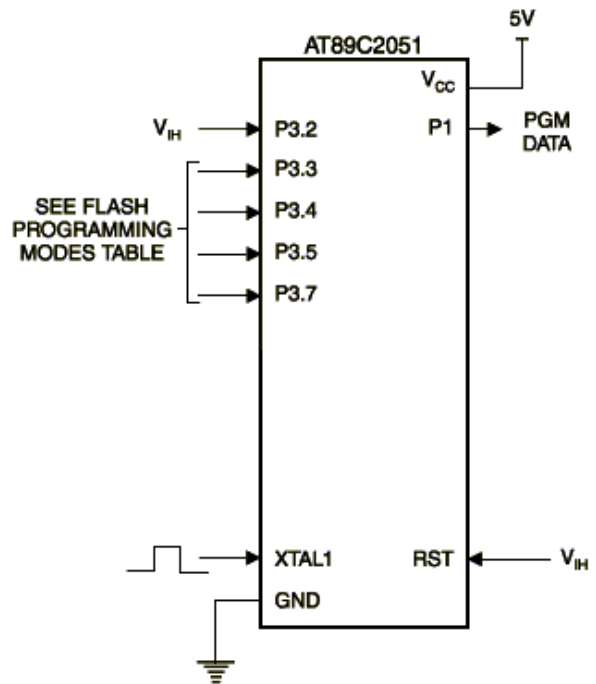 5V
AT89C2051
VCC
VIH P3.2 P1 PGM
DATA
P3.3
SEE FLASH
PROGRAMMING
MODES TABLE
P3.4
P3.5
P3.7
XTAL1 RST VIH
GND